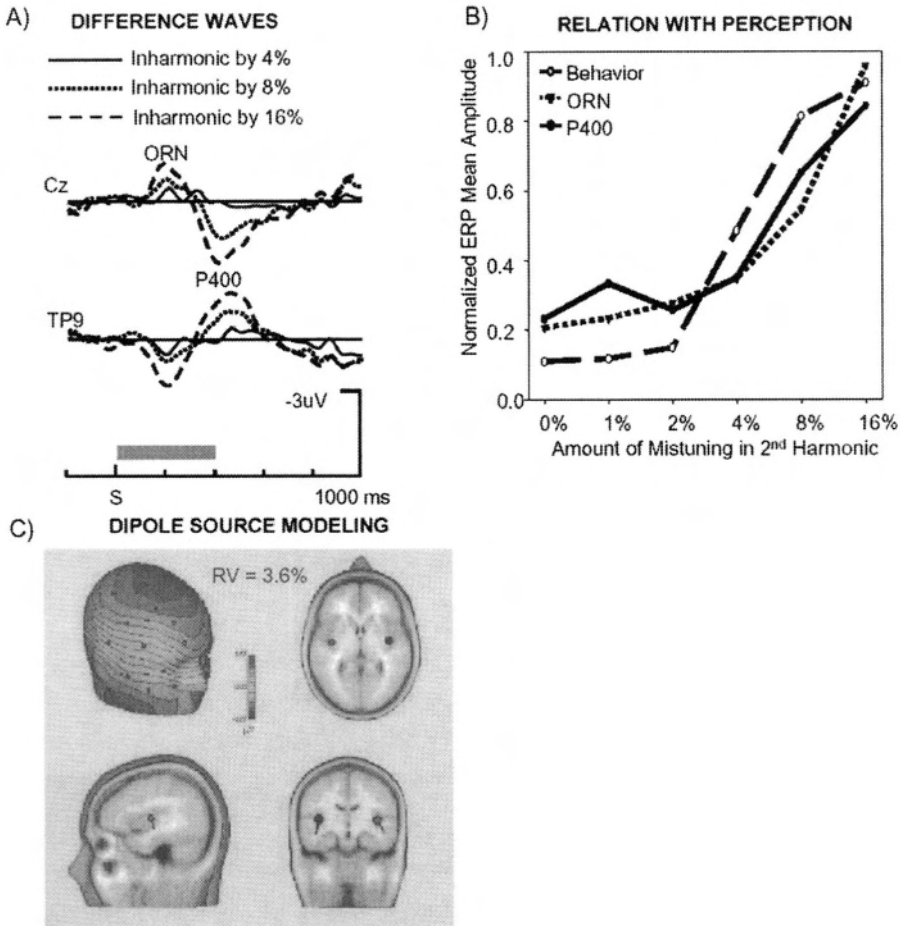 A) DIFFERENCE WAVES
Inharmonic by 4%
Inharmonic by 8%
Inharmonic by 16%
ORN
Cz
P400
TP9
-3uV
S
1000 ms
B) RELATION WITH PERCEPTION
Behavior
ORN
P400
Normalized ERP Mean Amplitude
1.0
0.8
0.6
0.4
0.2
0.0
0% 1% 2% 4% 8% 16%
Amount of Mistuning in 2nd Harmonic
C) DIPOLE SOURCE MODELING
RV = 3.6%